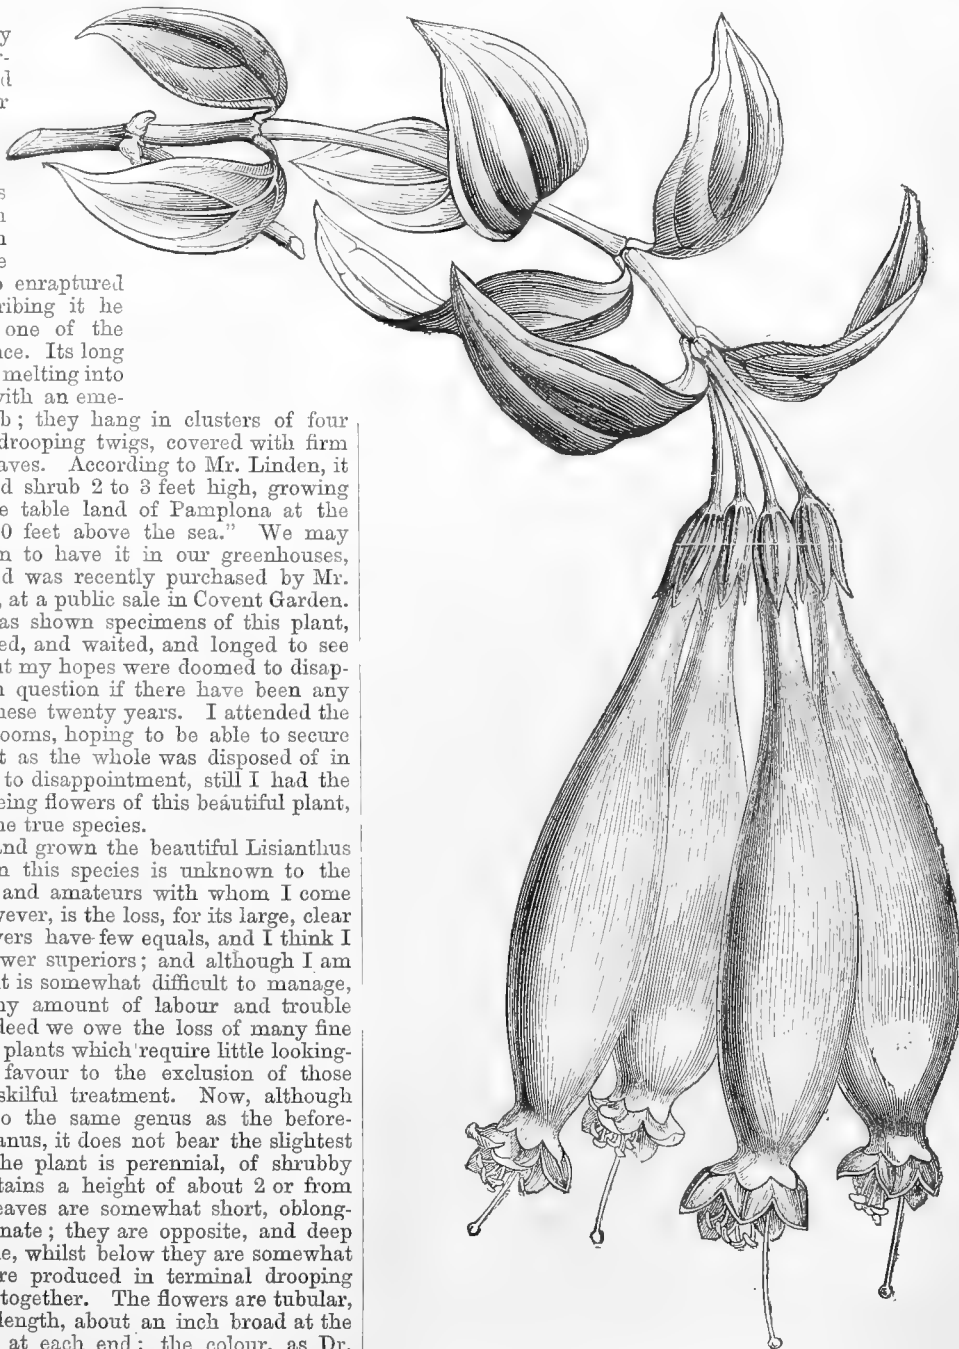 y
r-
d
r
s
n
n
e
enraptured
ribing it he
one of the
nce. Its long
melting into
with an eme-
b; they hang in clusters of four
drooping twigs, covered with firm
aves. According to Mr. Linden, it
d shrub 2 to 3 feet high, growing
e table land of Pamplona at the
0 feet above the sea.” We may
n to have it in our greenhouses,
d was recently purchased by Mr.
, at a public sale in Covent Garden.
as shown specimens of this plant,
ed, and waited, and longed to see
ut my hopes were doomed to disap-
n question if there have been any
hese twenty years. I attended the
ooms, hoping to be able to secure
t as the whole was disposed of in
to disappointment, still I had the
eing flowers of this beautiful plant,
he true species.
and grown the beautiful Lisianthus
n this species is unknown to the
and amateurs with whom I come
vever, is the loss, for its large, clear
vers have few equals, and I think I
wer superiors; and although I am
t is somewhat difficult to manage,
ny amount of labour and trouble
deed we owe the loss of many fine
plants which require little looking-
favour to the exclusion of those
skilful treatment. Now, although
o the same genus as the before-
anus, it does not bear the slightest
he plant is perennial, of shrubby
tains a height of about 2 or from
eaves are somewhat short, oblong-
nate; they are opposite, and deep
e, whilst below they are somewhat
re produced in terminal drooping
together. The flowers are tubular,
length, about an inch broad at the
at each end; the colour, as Dr.